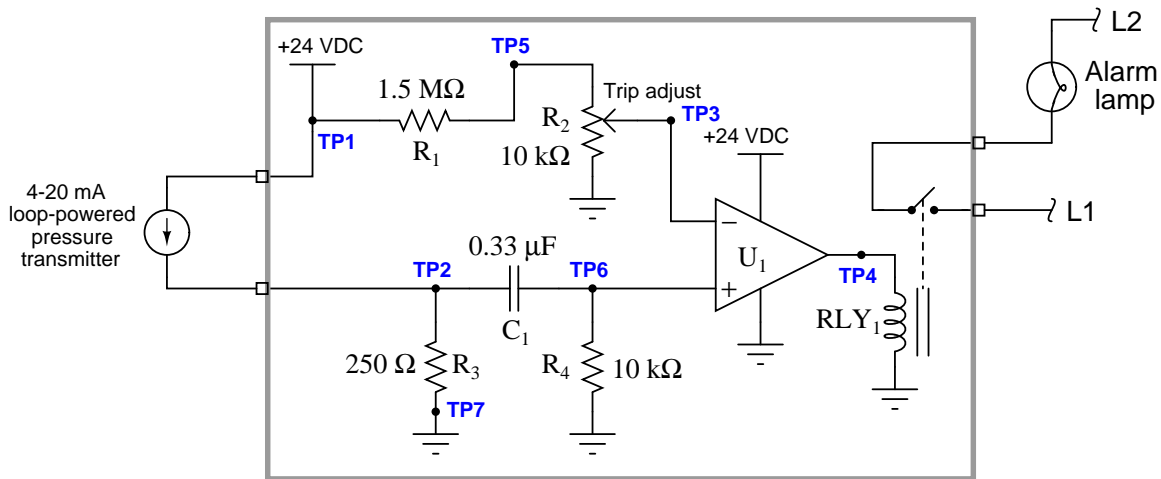 L2
+24 VDC
TP5
Alarm
lamp
1.5 MΩ
Trip adjust
TP3
R2
+24 VDC
TP1
R1
10 kΩ
4-20 mA
loop-powered
pressure
transmitter
L1
0.33 µF
−
U1
TP2
TP6
TP4
+
C1
RLY1
250 Ω
R3
R4
10 kΩ
TP7